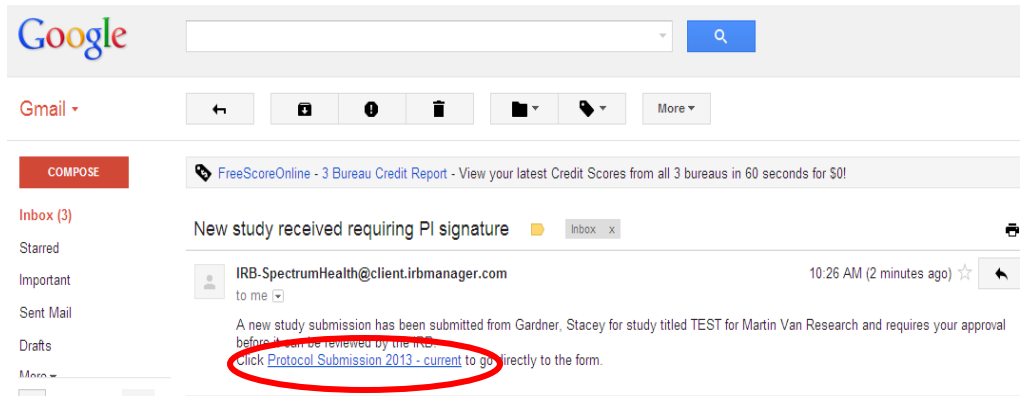 Google
Gmail
More
COMPOSE
FreeScoreOnline - 3 Bureau Credit Report - View your latest Credit Scores from all 3 bureaus in 60 seconds for $0!
Inbox (3)
New study received requiring PI signature Inbox x
Starred
IRB-SpectrumHealth@client.irbmanager.com 10:26 AM (2 minutes ago)
Important
to me
Sent Mail
A new study submission has been submitted from Gardner, Stacey for study titled TEST for Martin Van Research and requires your approval
Drafts
before it can be reviewed by the IRB.
Click Protocol Submission 2013 - current to go directly to the form.
More